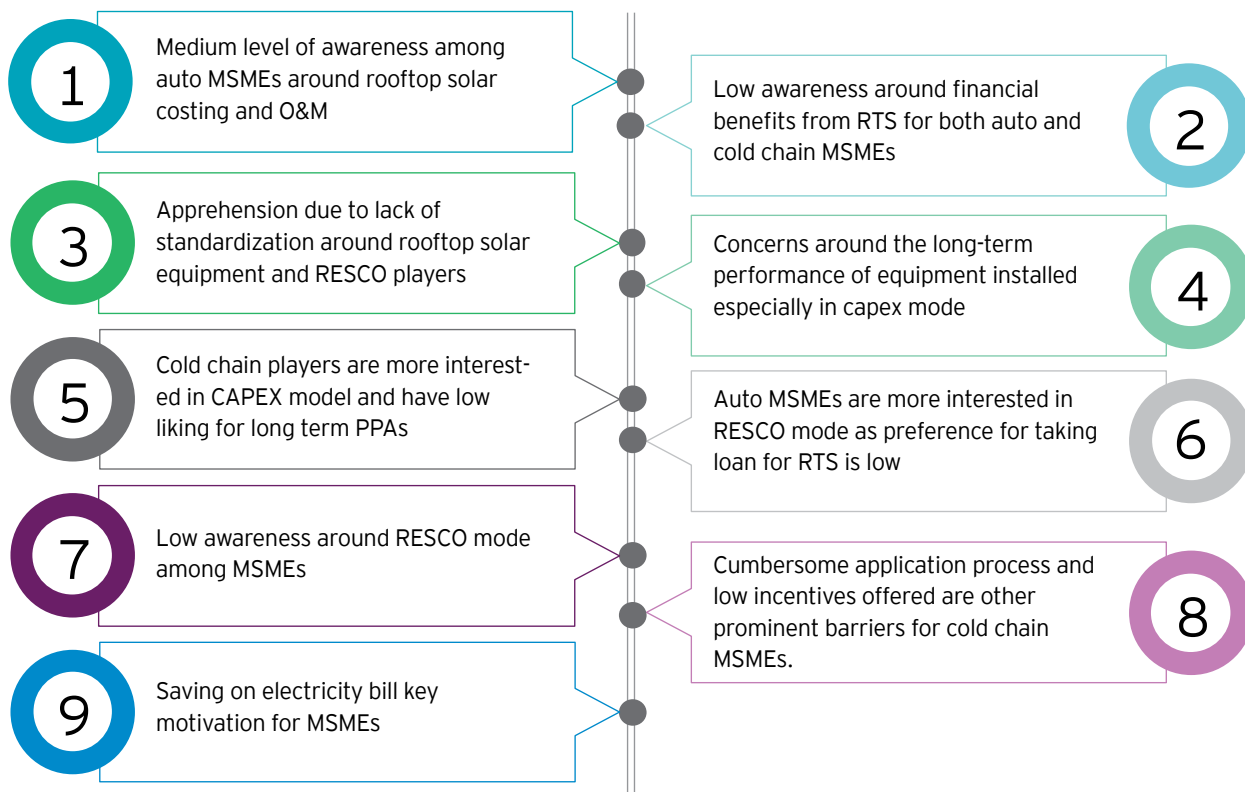 1
Medium level of awareness among
auto MSMEs around rooftop solar
costing and O&M
2
Low awareness around financial
benefits from RTS for both auto and
cold chain MSMEs
3
Apprehension due to lack of
standardization around rooftop solar
equipment and RESCO players
4
Concerns around the long-term
performance of equipment installed
especially in capex mode
5
Cold chain players are more interest-
ed in CAPEX model and have low
liking for long term PPAs
6
Auto MSMEs are more interested in
RESCO mode as preference for taking
loan for RTS is low
7
Low awareness around RESCO mode
among MSMEs
8
Cumbersome application process and
low incentives offered are other
prominent barriers for cold chain
MSMEs.
9
Saving on electricity bill key
motivation for MSMEs